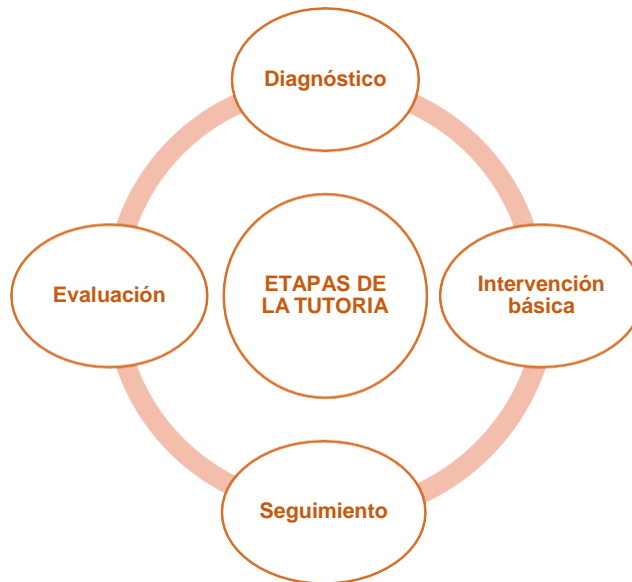 Diagnóstico
Evaluación
ETAPAS DE
LA TUTORIA
Intervención
básica
Seguimiento